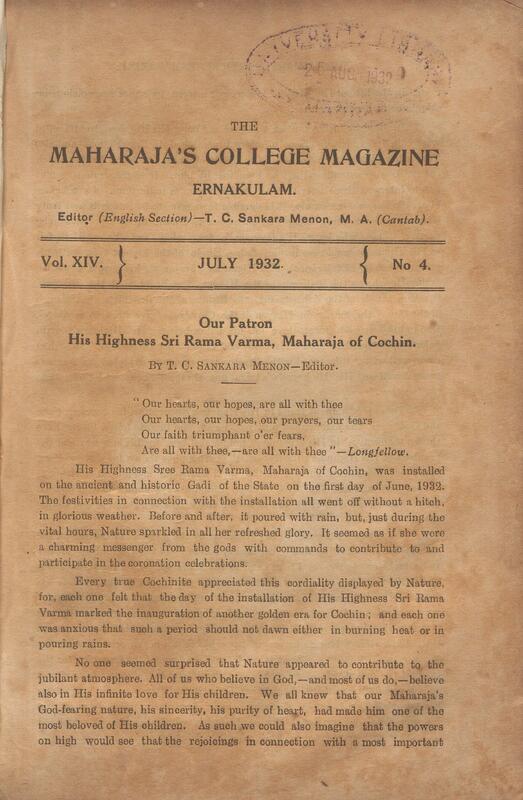 UNIVERSITY LIBRARY
AUG 1932
THE
MAHARAJA'S COLLEGE MAGAZINE
ERNAKULAM.
Editor (English Section)—T. C. Sankara Menon, M. A. (Cantab).
Vol. XIV. } JULY 1932. { No 4.
Our Patron
His Highness Sri Rama Varma, Maharaja of Cochin.
BY T. C. SANKARA MENON—Editor.
" Our hearts, our hopes, are all with thee
Our hearts, our hopes, our prayers, our tears
Our faith triumphant o'er fears,
Are all with thee,—are all with thee "—Longfellow.
His Highness Sree Rama Varma, Maharaja of Cochin, was installed
on the ancient and historic Gadi of the State on the first day of June, 1932.
The festivities in connection with the installation all went off without a hitch,
in glorious weather. Before and after, it poured with rain, but, just during the
vital hours, Nature sparkled in all her refreshed glory. It seemed as if she were
a charming messenger from the gods with commands to contribute to and
participate in the coronation celebrations.
Every true Cochinite appreciated this cordiality displayed by Nature,
for, each one felt that the day of the installation of His Highness Sri Rama
Varma marked the inauguration of another golden era for Cochin ; and each one
was anxious that such a period should not dawn either in burning heat or in
pouring rains.
No one seemed surprised that Nature appeared to contribute to the
jubilant atmosphere. All of us who believe in God,—and most of us do,—believe
also in His infinite love for His children. We all knew that our Maharaja's
God-fearing nature, his sincerity, his purity of heart, had made him one of the
most beloved of His children. As such we could also imagine that the powers
on high would see that the rejoicings in connection with a most important